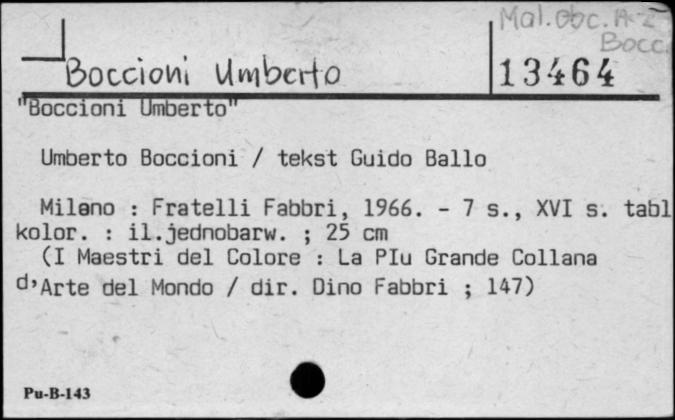 Mal. obc. A-Z
Bocc
Boccioni Umberto
13464
"Boccioni Umberto"
Umberto Boccioni / tekst Guido Ballo
Milano : Fratelli Fabbri, 1966. - 7 s., XVI s. tabl
kolor. : il.jednobarw. ; 25 cm
(I Maestri del Colore : La PIu Grande Collana
d'Arte del Mondo / dir. Dino Fabbri ; 147)
Pu-B-143